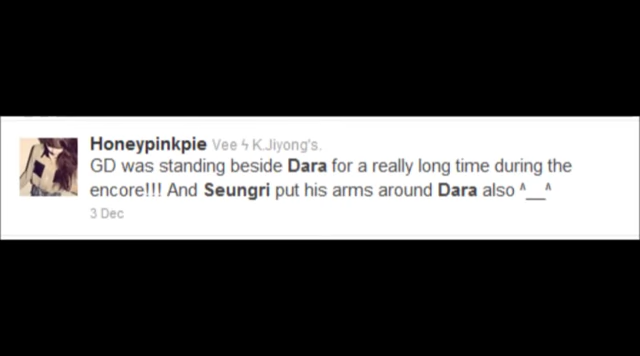 Honeypinkpie Vee ϟ K.Jiyong's.
GD was standing beside Dara for a really long time during the
encore!!! And Seungri put his arms around Dara also ^__^
3 Dec